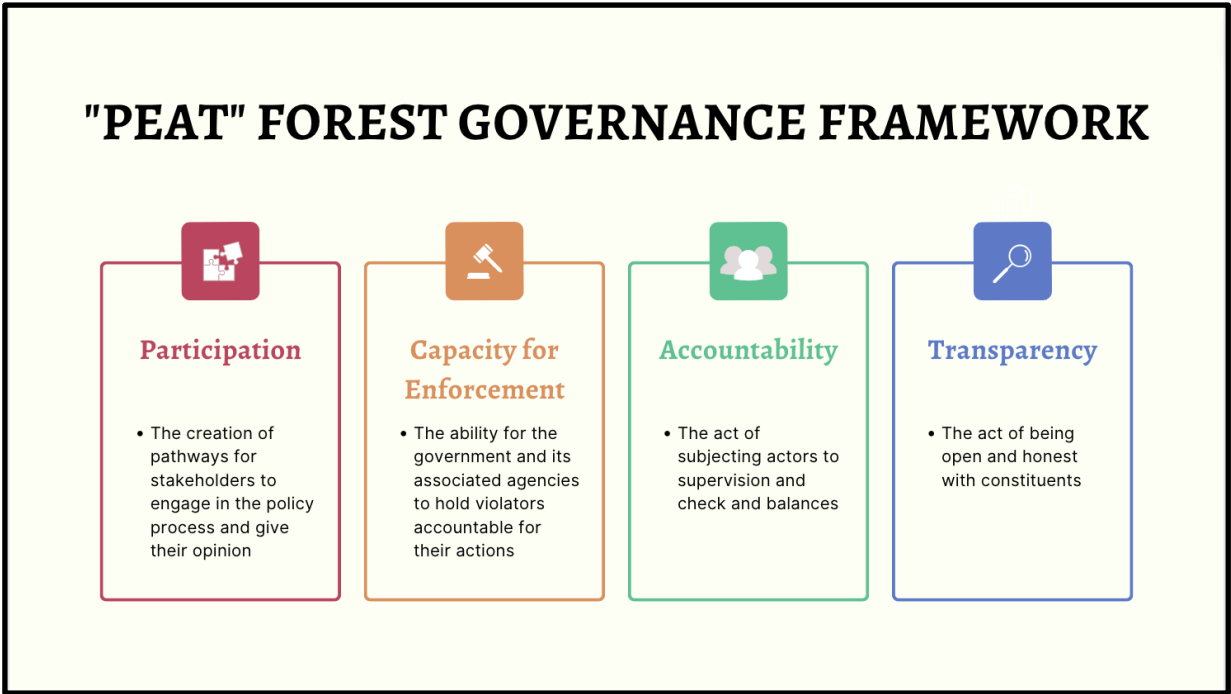 "PEAT" FOREST GOVERNANCE FRAMEWORK
Participation
• The creation of
pathways for
stakeholders to
engage in the policy
process and give
their opinion
Capacity for
Enforcement
• The ability for the
government and its
associated agencies
to hold violators
accountable for
their actions
Accountability
• The act of
subjecting actors to
supervision and
check and balances
Transparency
• The act of being
open and honest
with constituents